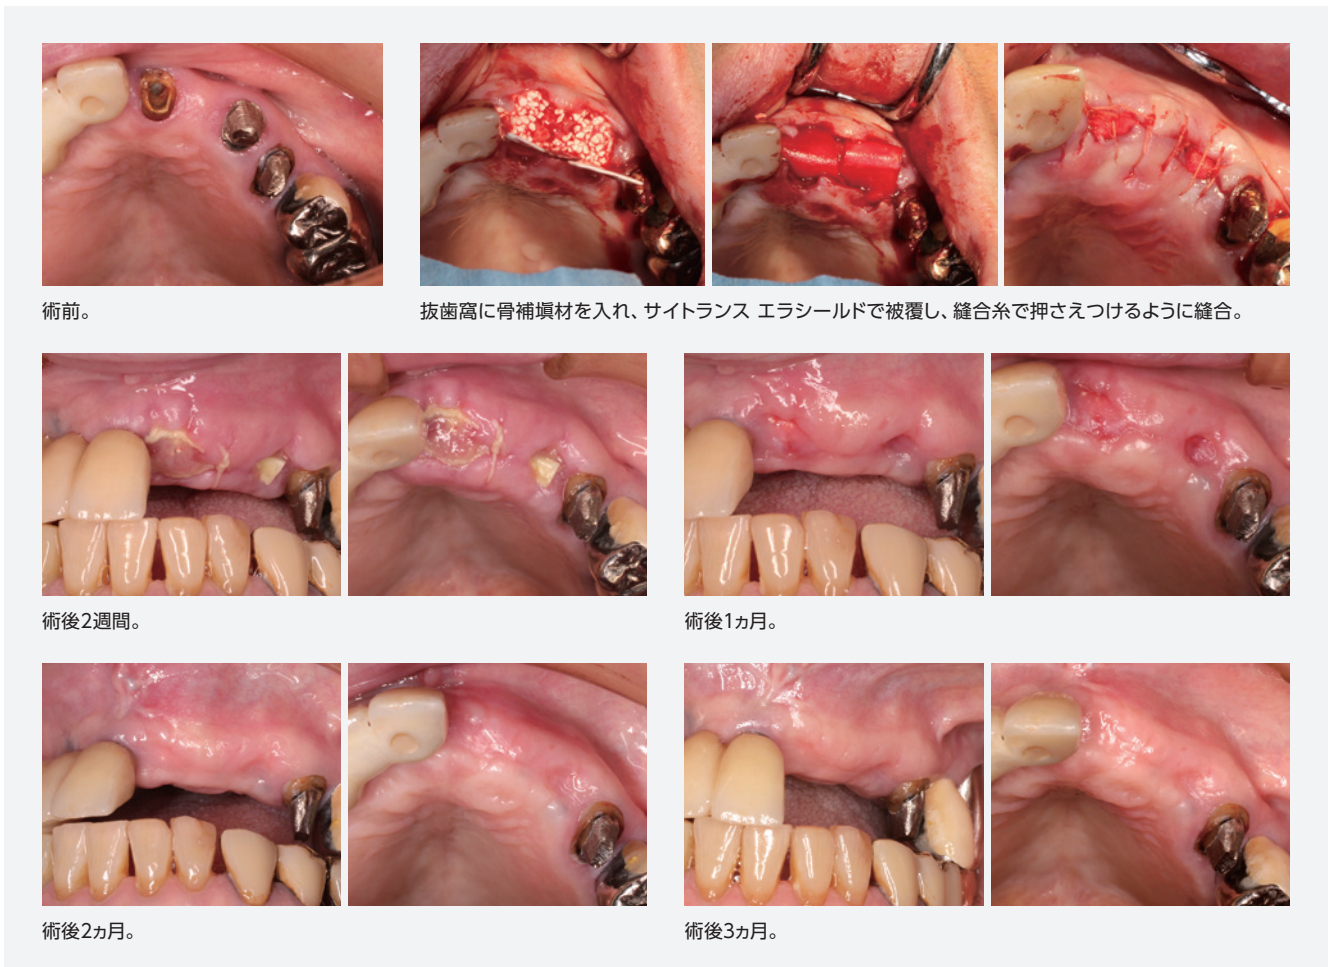 術前。
抜歯窩に骨補塡材を入れ、サイトランス エラシールドで被覆し、縫合糸で押さえつけるように縫合。
術後2週間。
術後1ヵ月。
術後2ヵ月。
術後3ヵ月。